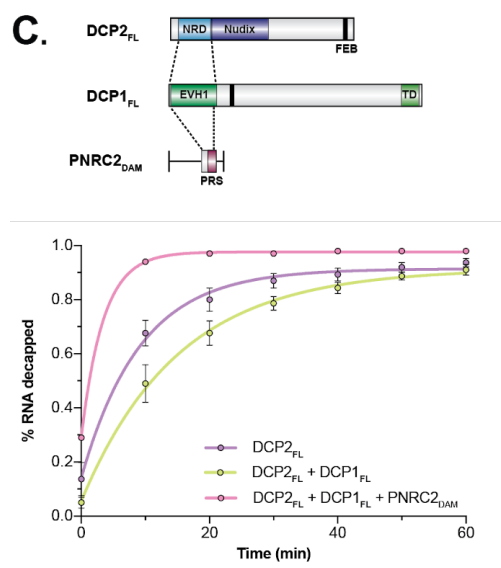 C.
DCP2FL
NRD
Nudix
FEB
DCP1FL
EVH1
TD
PNRC2DAM
PRS
% RNA decapped
1.0
0.8
0.6
0.4
0.2
0.0
DCP2FL
DCP2FL + DCP1FL
DCP2FL + DCP1FL + PNRC2DAM
0
20
40
60
Time (min)